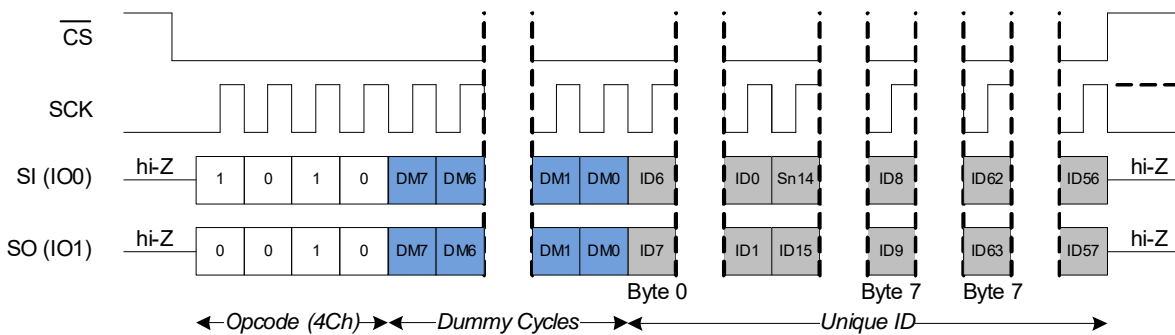 CS
SCK
hi-Z hi-Z
SI (IO0) 1 0 1 0 DM7 DM6 DM1 DM0 ID6 ID0 Sn14 ID8 ID62 ID56
hi-Z hi-Z
SO (IO1) 0 0 1 0 DM7 DM6 DM1 DM0 ID7 ID1 ID15 ID9 ID63 ID57
Byte 0 Byte 7 Byte 7
Opcode (4Ch) Dummy Cycles Unique ID